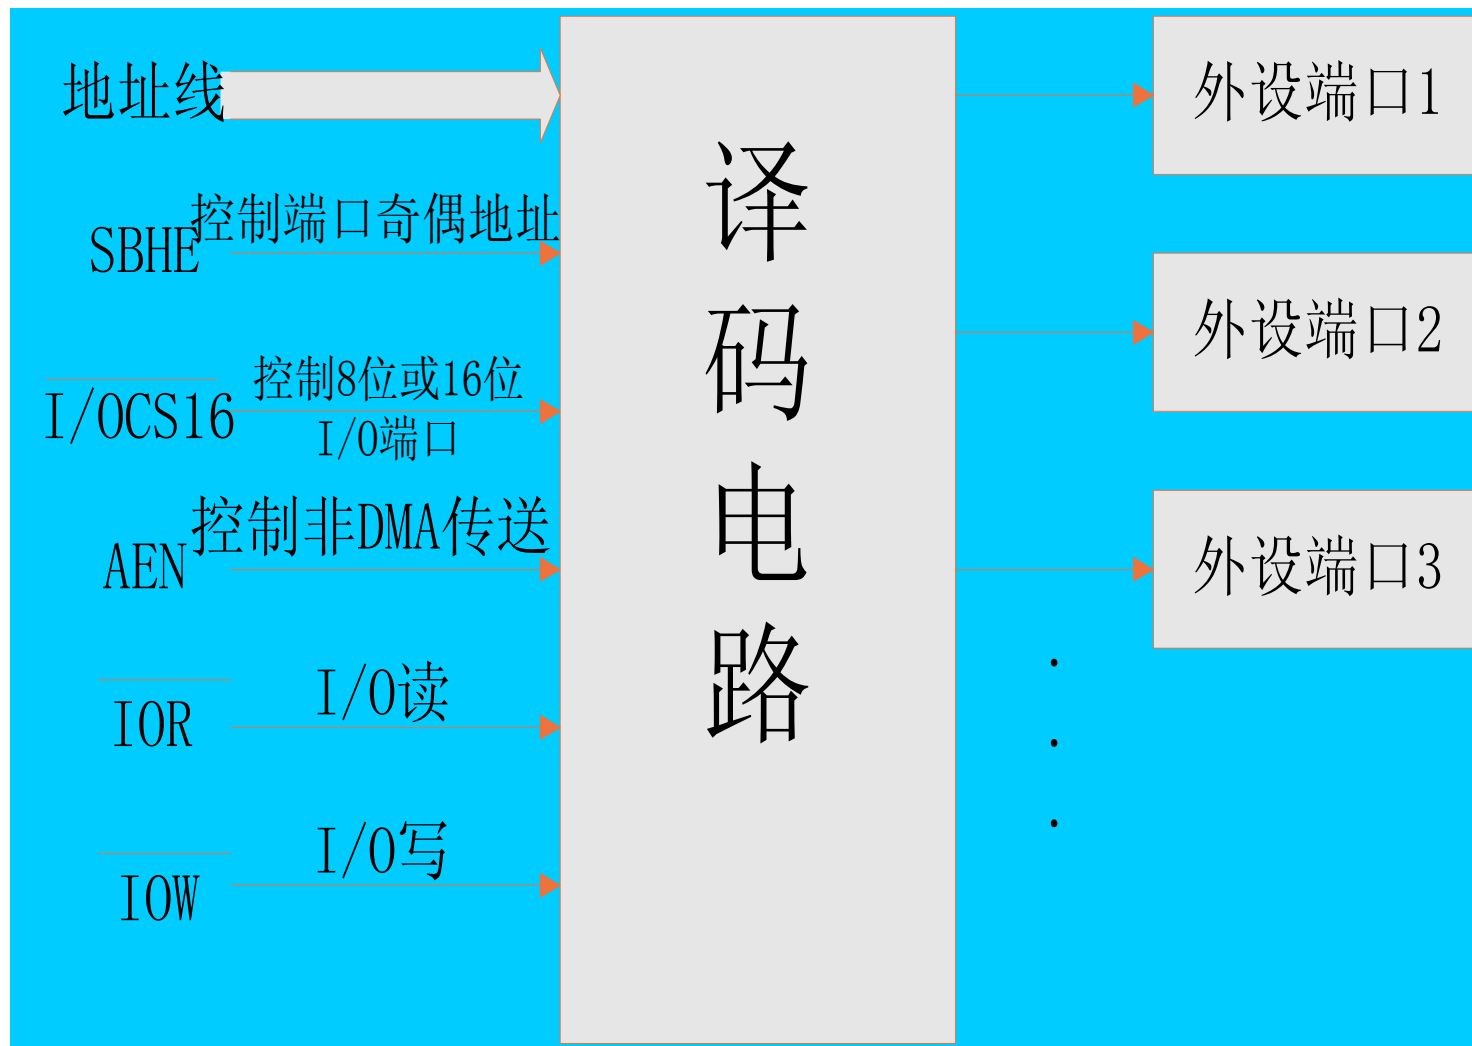 地址线
控制端口奇偶地址
SBHE
控制8位或16位
I/OCS16
I/O端口
控制非DMA传送
AEN
I/O读
IOR
I/O写
IOW
译
码
电
路
外设端口1
外设端口2
外设端口3